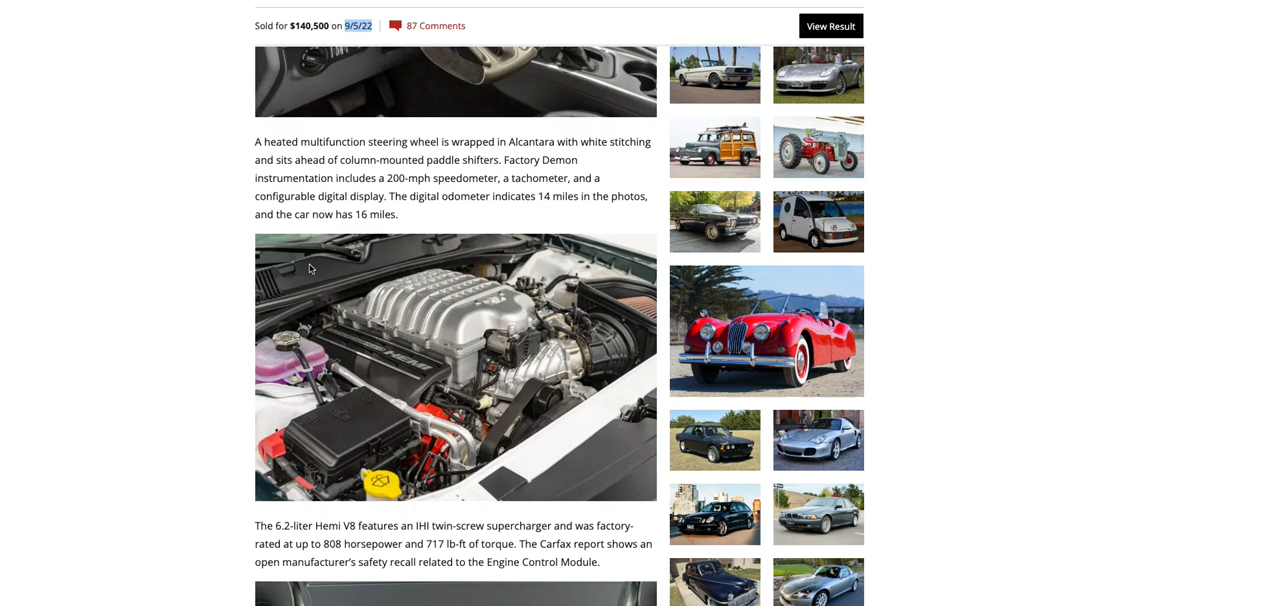 Sold for $140,500 on 9/5/22
87 Comments
View Result
A heated multifunction steering wheel is wrapped in Alcantara with white stitching
and sits ahead of column-mounted paddle shifters. Factory Demon
instrumentation includes a 200-mph speedometer, a tachometer, and a
configurable digital display. The digital odometer indicates 14 miles in the photos,
and the car now has 16 miles.
The 6.2-liter Hemi V8 features an IHI twin-screw supercharger and was factory-
rated at up to 808 horsepower and 717 lb-ft of torque. The Carfax report shows an
open manufacturer’s safety recall related to the Engine Control Module.